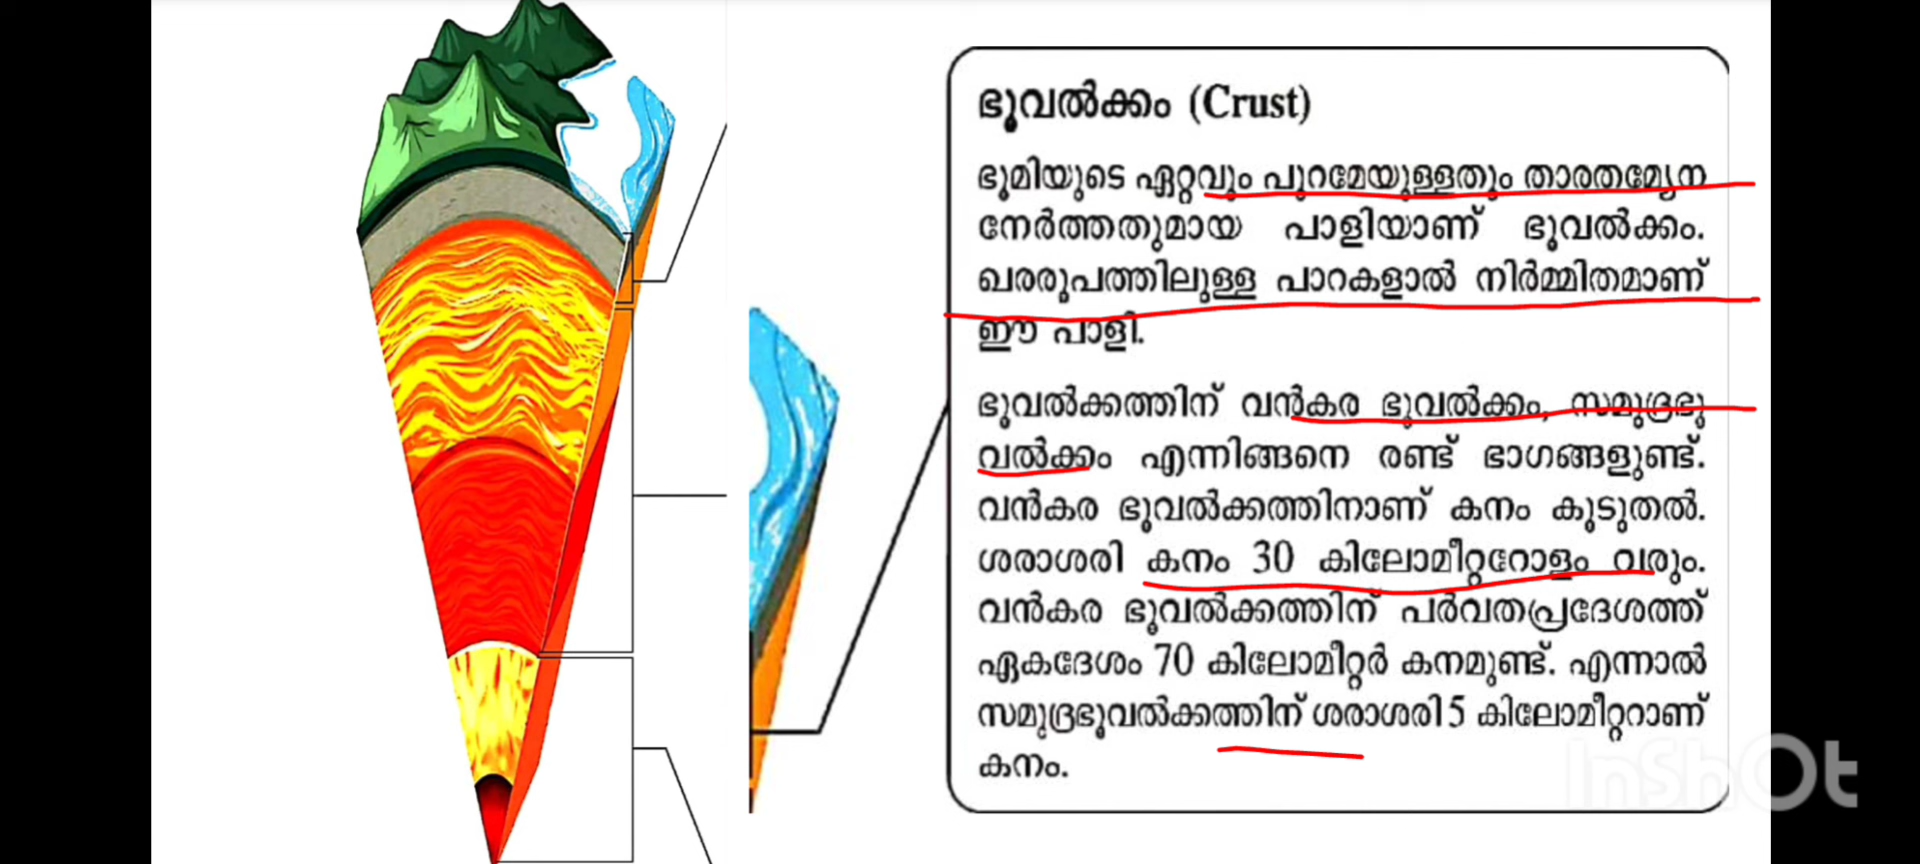 ഭൂവൽക്കം (Crust)
ഭൂമിയുടെ ഏറ്റവും പുറമേയുള്ളതും താരതമ്യേന
നേർത്തതുമായ പാളിയാണ് ഭൂവൽക്കം.
ഖരരൂപത്തിലുള്ള പാറകളാൽ നിർമ്മിതമാണ്
ഈ പാളി.
ഭൂവൽക്കത്തിന് വൻകര ഭൂവൽക്കം, സമുദ്രഭൂ
വൽക്കം എന്നിങ്ങനെ രണ്ട് ഭാഗങ്ങളുണ്ട്.
വൻകര ഭൂവൽക്കത്തിനാണ് കനം കൂടുതൽ.
ശരാശരി കനം 30 കിലോമീറ്ററോളം വരും.
വൻകര ഭൂവൽക്കത്തിന് പർവതപ്രദേശത്ത്
ഏകദേശം 70 കിലോമീറ്റർ കനമുണ്ട്. എന്നാൽ
സമുദ്രഭൂവൽക്കത്തിന് ശരാശരി 5 കിലോമീറ്ററാണ്
കനം.
InShOt